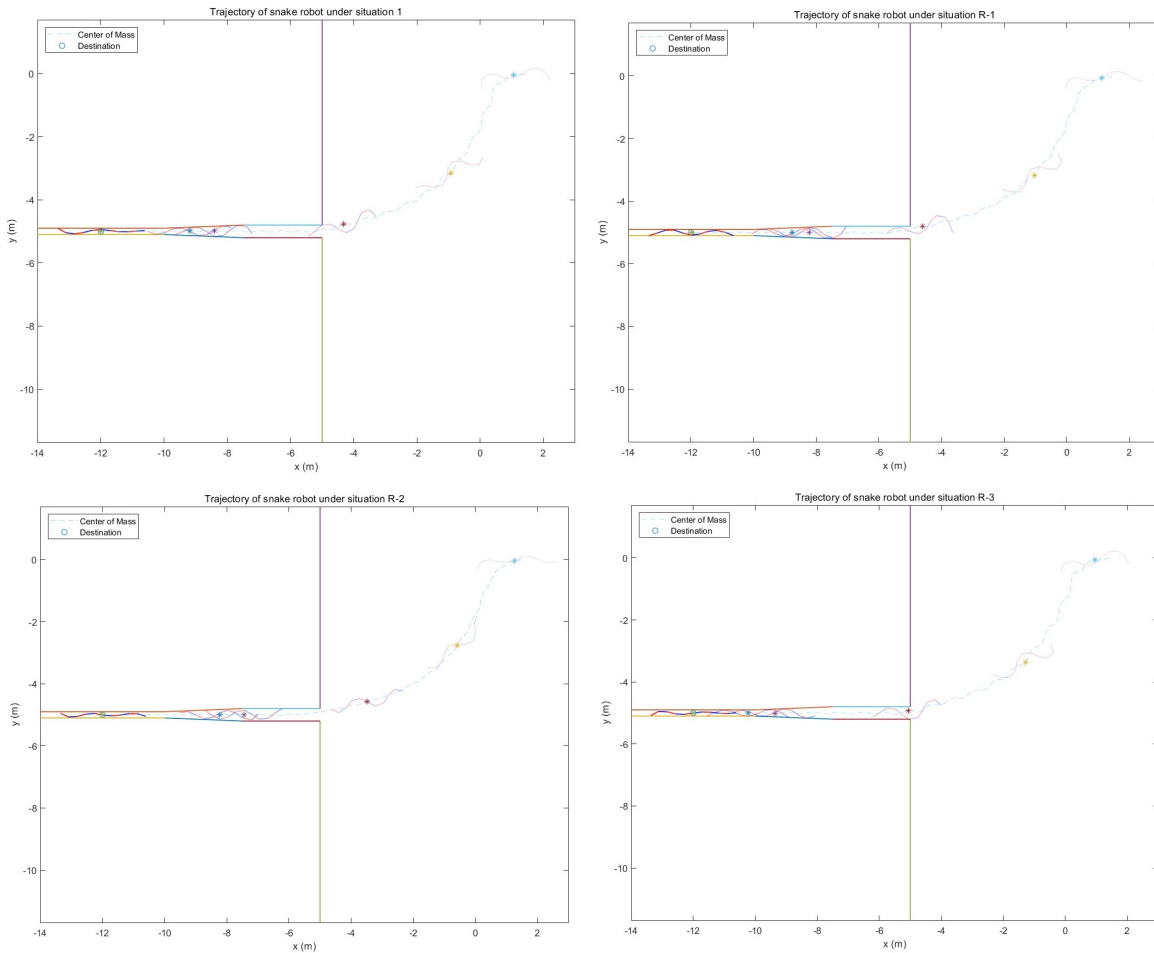 Trajectory of snake robot under situation 1
Center of Mass
Destination
0
-2
-4
-6
-8
-10
y (m)
-14 -12 -10 -8 -6 -4 -2 0 2
x (m)
Trajectory of snake robot under situation R-1
Center of Mass
Destination
0
-2
-4
-6
-8
-10
y (m)
-14 -12 -10 -8 -6 -4 -2 0 2
x (m)
Trajectory of snake robot under situation R-2
Center of Mass
Destination
0
-2
-4
-6
-8
-10
y (m)
-14 -12 -10 -8 -6 -4 -2 0 2
x (m)
Trajectory of snake robot under situation R-3
Center of Mass
Destination
0
-2
-4
-6
-8
-10
y (m)
-14 -12 -10 -8 -6 -4 -2 0 2
x (m)